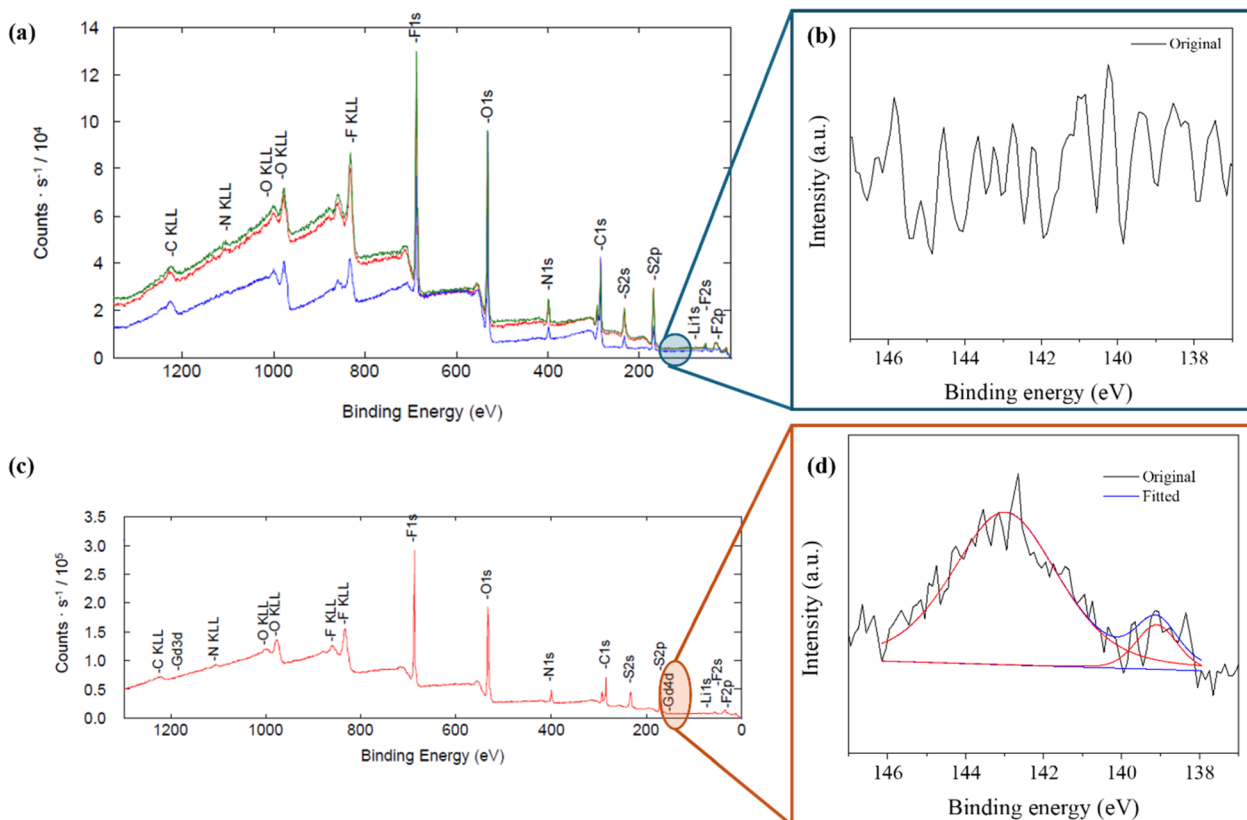 (a)
14
12
10
8
6
4
2
0
Counts · s⁻¹ / 10⁴
-C KLL
-N KLL
-O KLL
-O KLL
-F KLL
-F1s
-O1s
-N1s
-C1s
-S2s
-S2p
-Li1s
-F2s
-F2p
1200 1000 800 600 400 200
Binding Energy (eV)
(b)
Original
Intensity (a.u.)
146 144 142 140 138
Binding energy (eV)
(c)
3.5
3.0
2.5
2.0
1.5
1.0
0.5
0.0
Counts · s⁻¹ / 10⁵
-C KLL
-Gd3d
-N KLL
-O KLL
-O KLL
-F KLL
-F KLL
-F1s
-O1s
-N1s
-C1s
-S2s
-S2p
-Gd4d
-Li1s
-F2s
-F2p
1200 1000 800 600 400 200 0
Binding Energy (eV)
(d)
Original
Fitted
Intensity (a.u.)
146 144 142 140 138
Binding energy (eV)